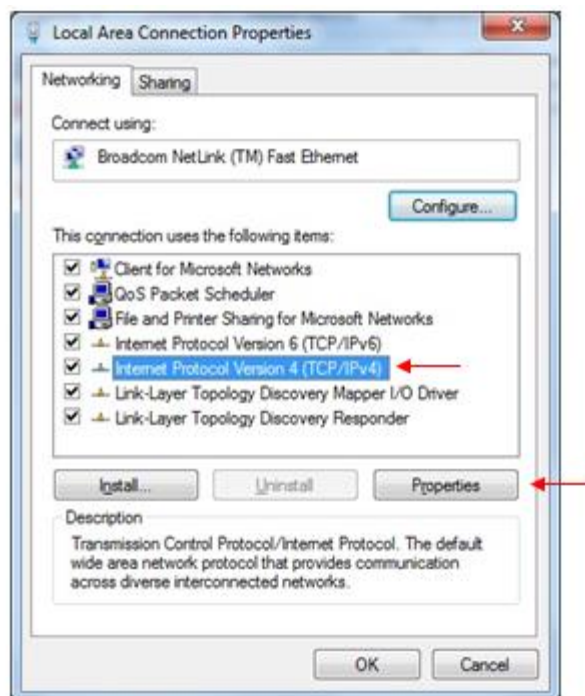 Local Area Connection Properties
Networking
Sharing
Connect using:
Broadcom NetLink (TM) Fast Ethernet
Configure...
This connection uses the following items:
Client for Microsoft Networks
QoS Packet Scheduler
File and Printer Sharing for Microsoft Networks
Internet Protocol Version 6 (TCP/IPv6)
Internet Protocol Version 4 (TCP/IPv4)
Link-Layer Topology Discovery Mapper I/O Driver
Link-Layer Topology Discovery Responder
Install...
Uninstall
Properties
Description
Transmission Control Protocol/Internet Protocol. The default
wide area network protocol that provides communication
across diverse interconnected networks.
OK
Cancel